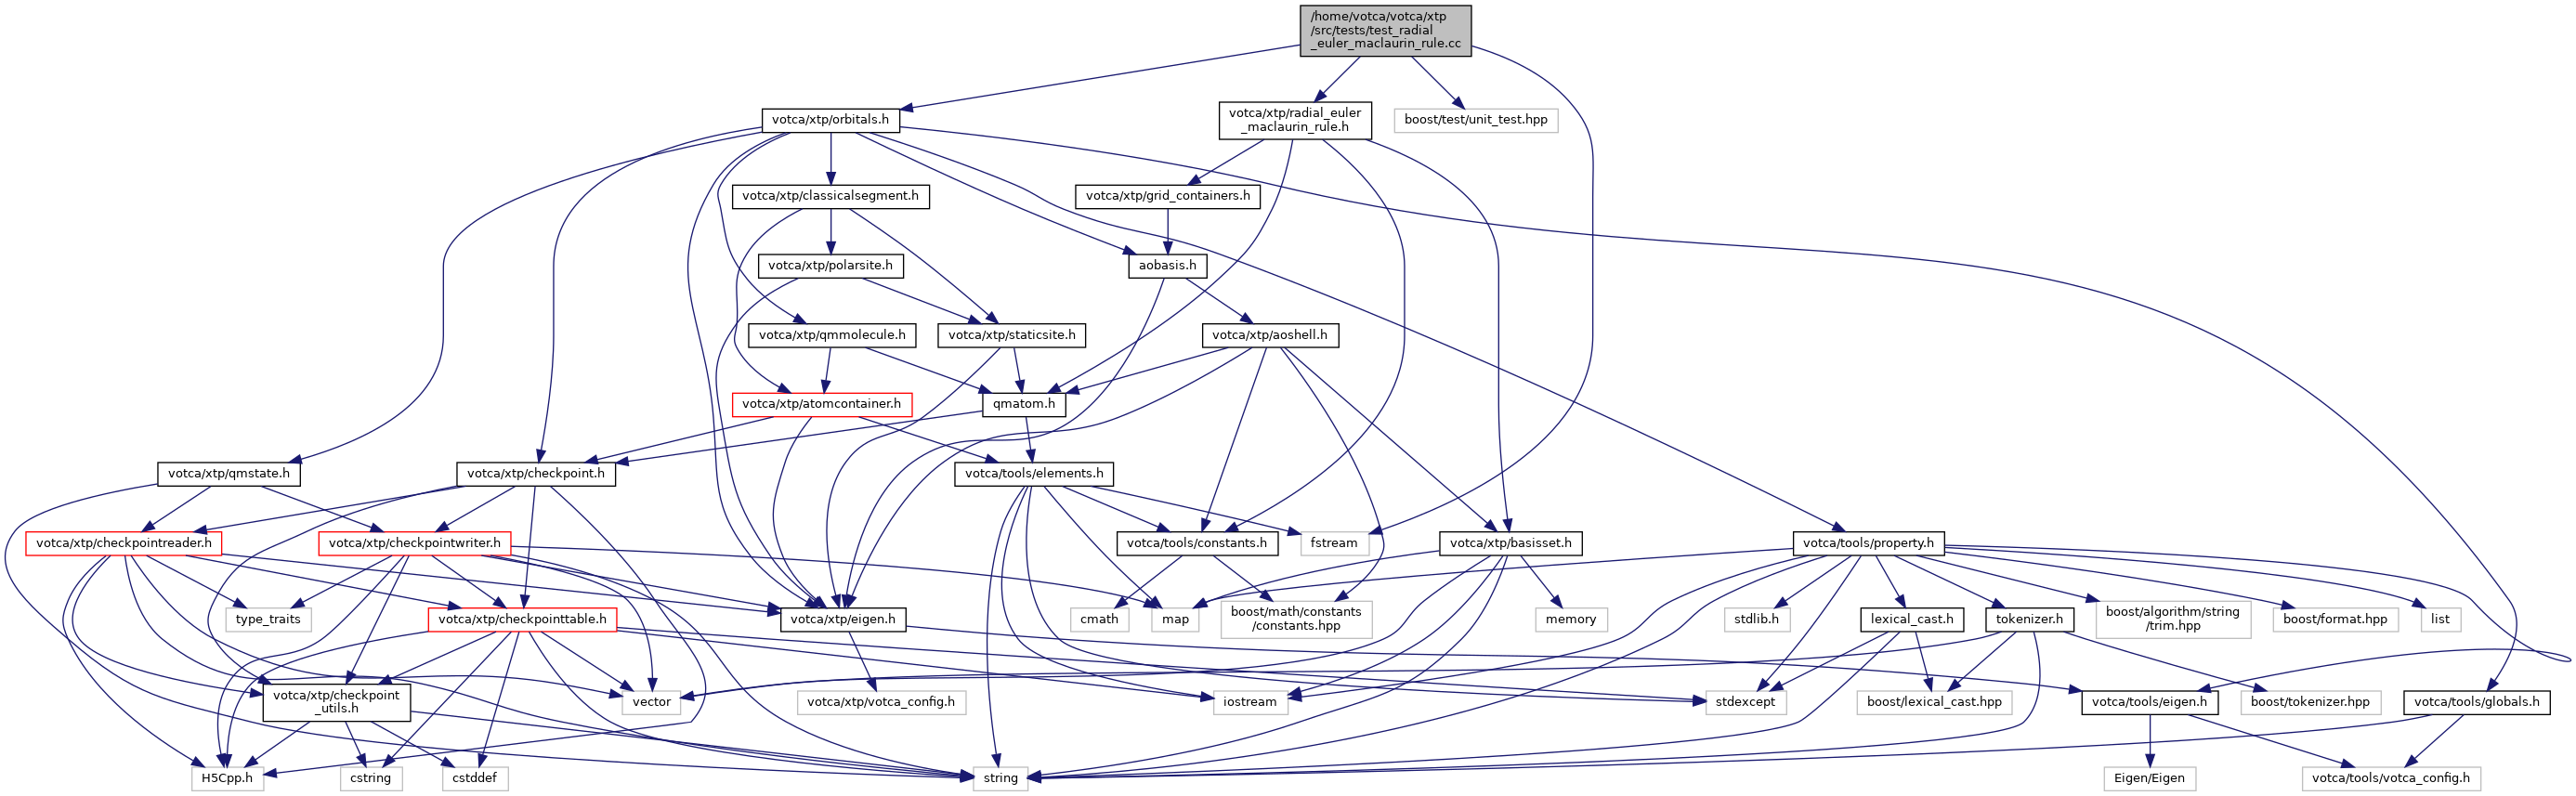 /home/votca/votca/xtp
/src/tests/test_radial
_euler_maclaurin_rule.cc
votca/xtp/orbitals.h
votca/xtp/radial_euler
_maclaurin_rule.h
boost/test/unit_test.hpp
votca/xtp/classicalsegment.h
votca/xtp/grid_containers.h
votca/xtp/polarsite.h
aobasis.h
votca/xtp/qmmolecule.h
votca/xtp/staticsite.h
votca/xtp/aoshell.h
votca/xtp/atomcontainer.h
qmatom.h
votca/xtp/qmstate.h
votca/xtp/checkpoint.h
votca/tools/elements.h
votca/xtp/checkpointreader.h
votca/xtp/checkpointwriter.h
votca/tools/constants.h
fstream
votca/xtp/basisset.h
votca/tools/property.h
type_traits
votca/xtp/checkpointtable.h
votca/xtp/eigen.h
cmath
map
boost/math/constants
/constants.hpp
memory
stdlib.h
lexical_cast.h
tokenizer.h
boost/algorithm/string
/trim.hpp
boost/format.hpp
list
votca/xtp/checkpoint
_utils.h
vector
votca/xtp/votca_config.h
iostream
stdexcept
boost/lexical_cast.hpp
votca/tools/eigen.h
boost/tokenizer.hpp
votca/tools/globals.h
H5Cpp.h
cstring
cstddef
string
Eigen/Eigen
votca/tools/votca_config.h